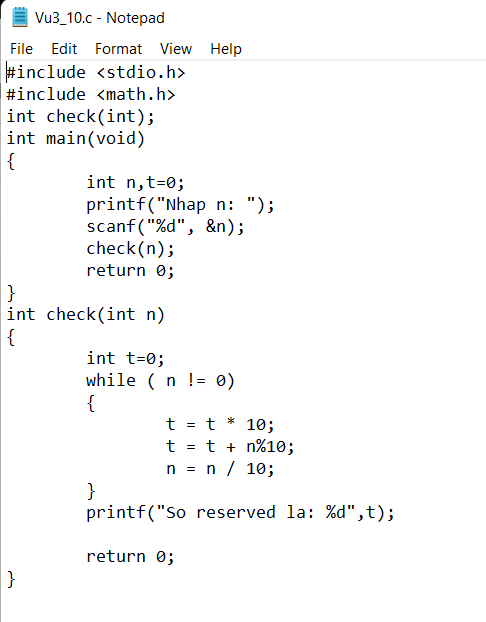 Vu3_10.c - Notepad
File Edit Format View Help
#include <stdio.h>
#include <math.h>
int check(int);
int main(void)
{
        int n,t=0;
        printf("Nhap n: ");
        scanf("%d", &n);
        check(n);
        return 0;
}
int check(int n)
{
        int t=0;
        while ( n != 0)
        {
                t = t * 10;
                t = t + n%10;
                n = n / 10;
        }
        printf("So reserved la: %d",t);

        return 0;
}